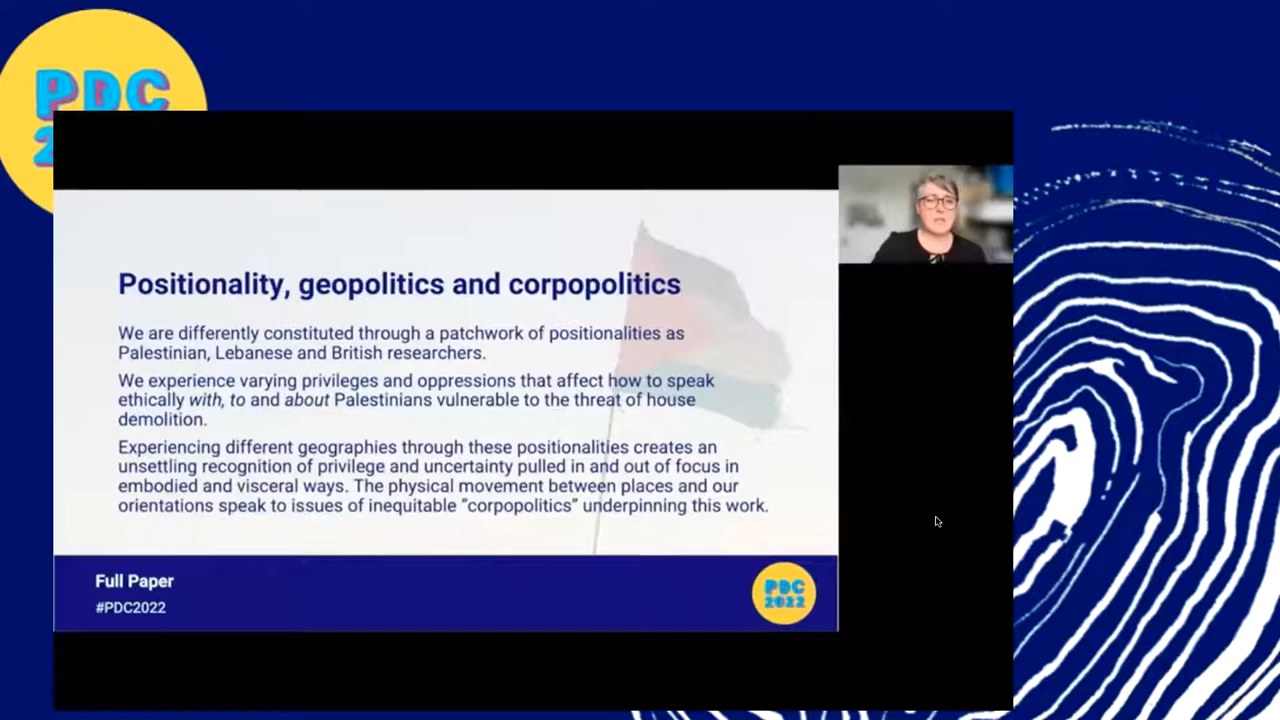 PDC
2
Positionality, geopolitics and corpopolitics
We are differently constituted through a patchwork of positionalities as
Palestinian, Lebanese and British researchers.
We experience varying privileges and oppressions that affect how to speak
ethically with, to and about Palestinians vulnerable to the threat of house
demolition.
Experiencing different geographies through these positionalities creates an
unsettling recognition of privilege and uncertainty pulled in and out of focus in
embodied and visceral ways. The physical movement between places and our
orientations speak to issues of inequitable “corpopolitics” underpinning this work.
Full Paper
#PDC2022
PDC
2022